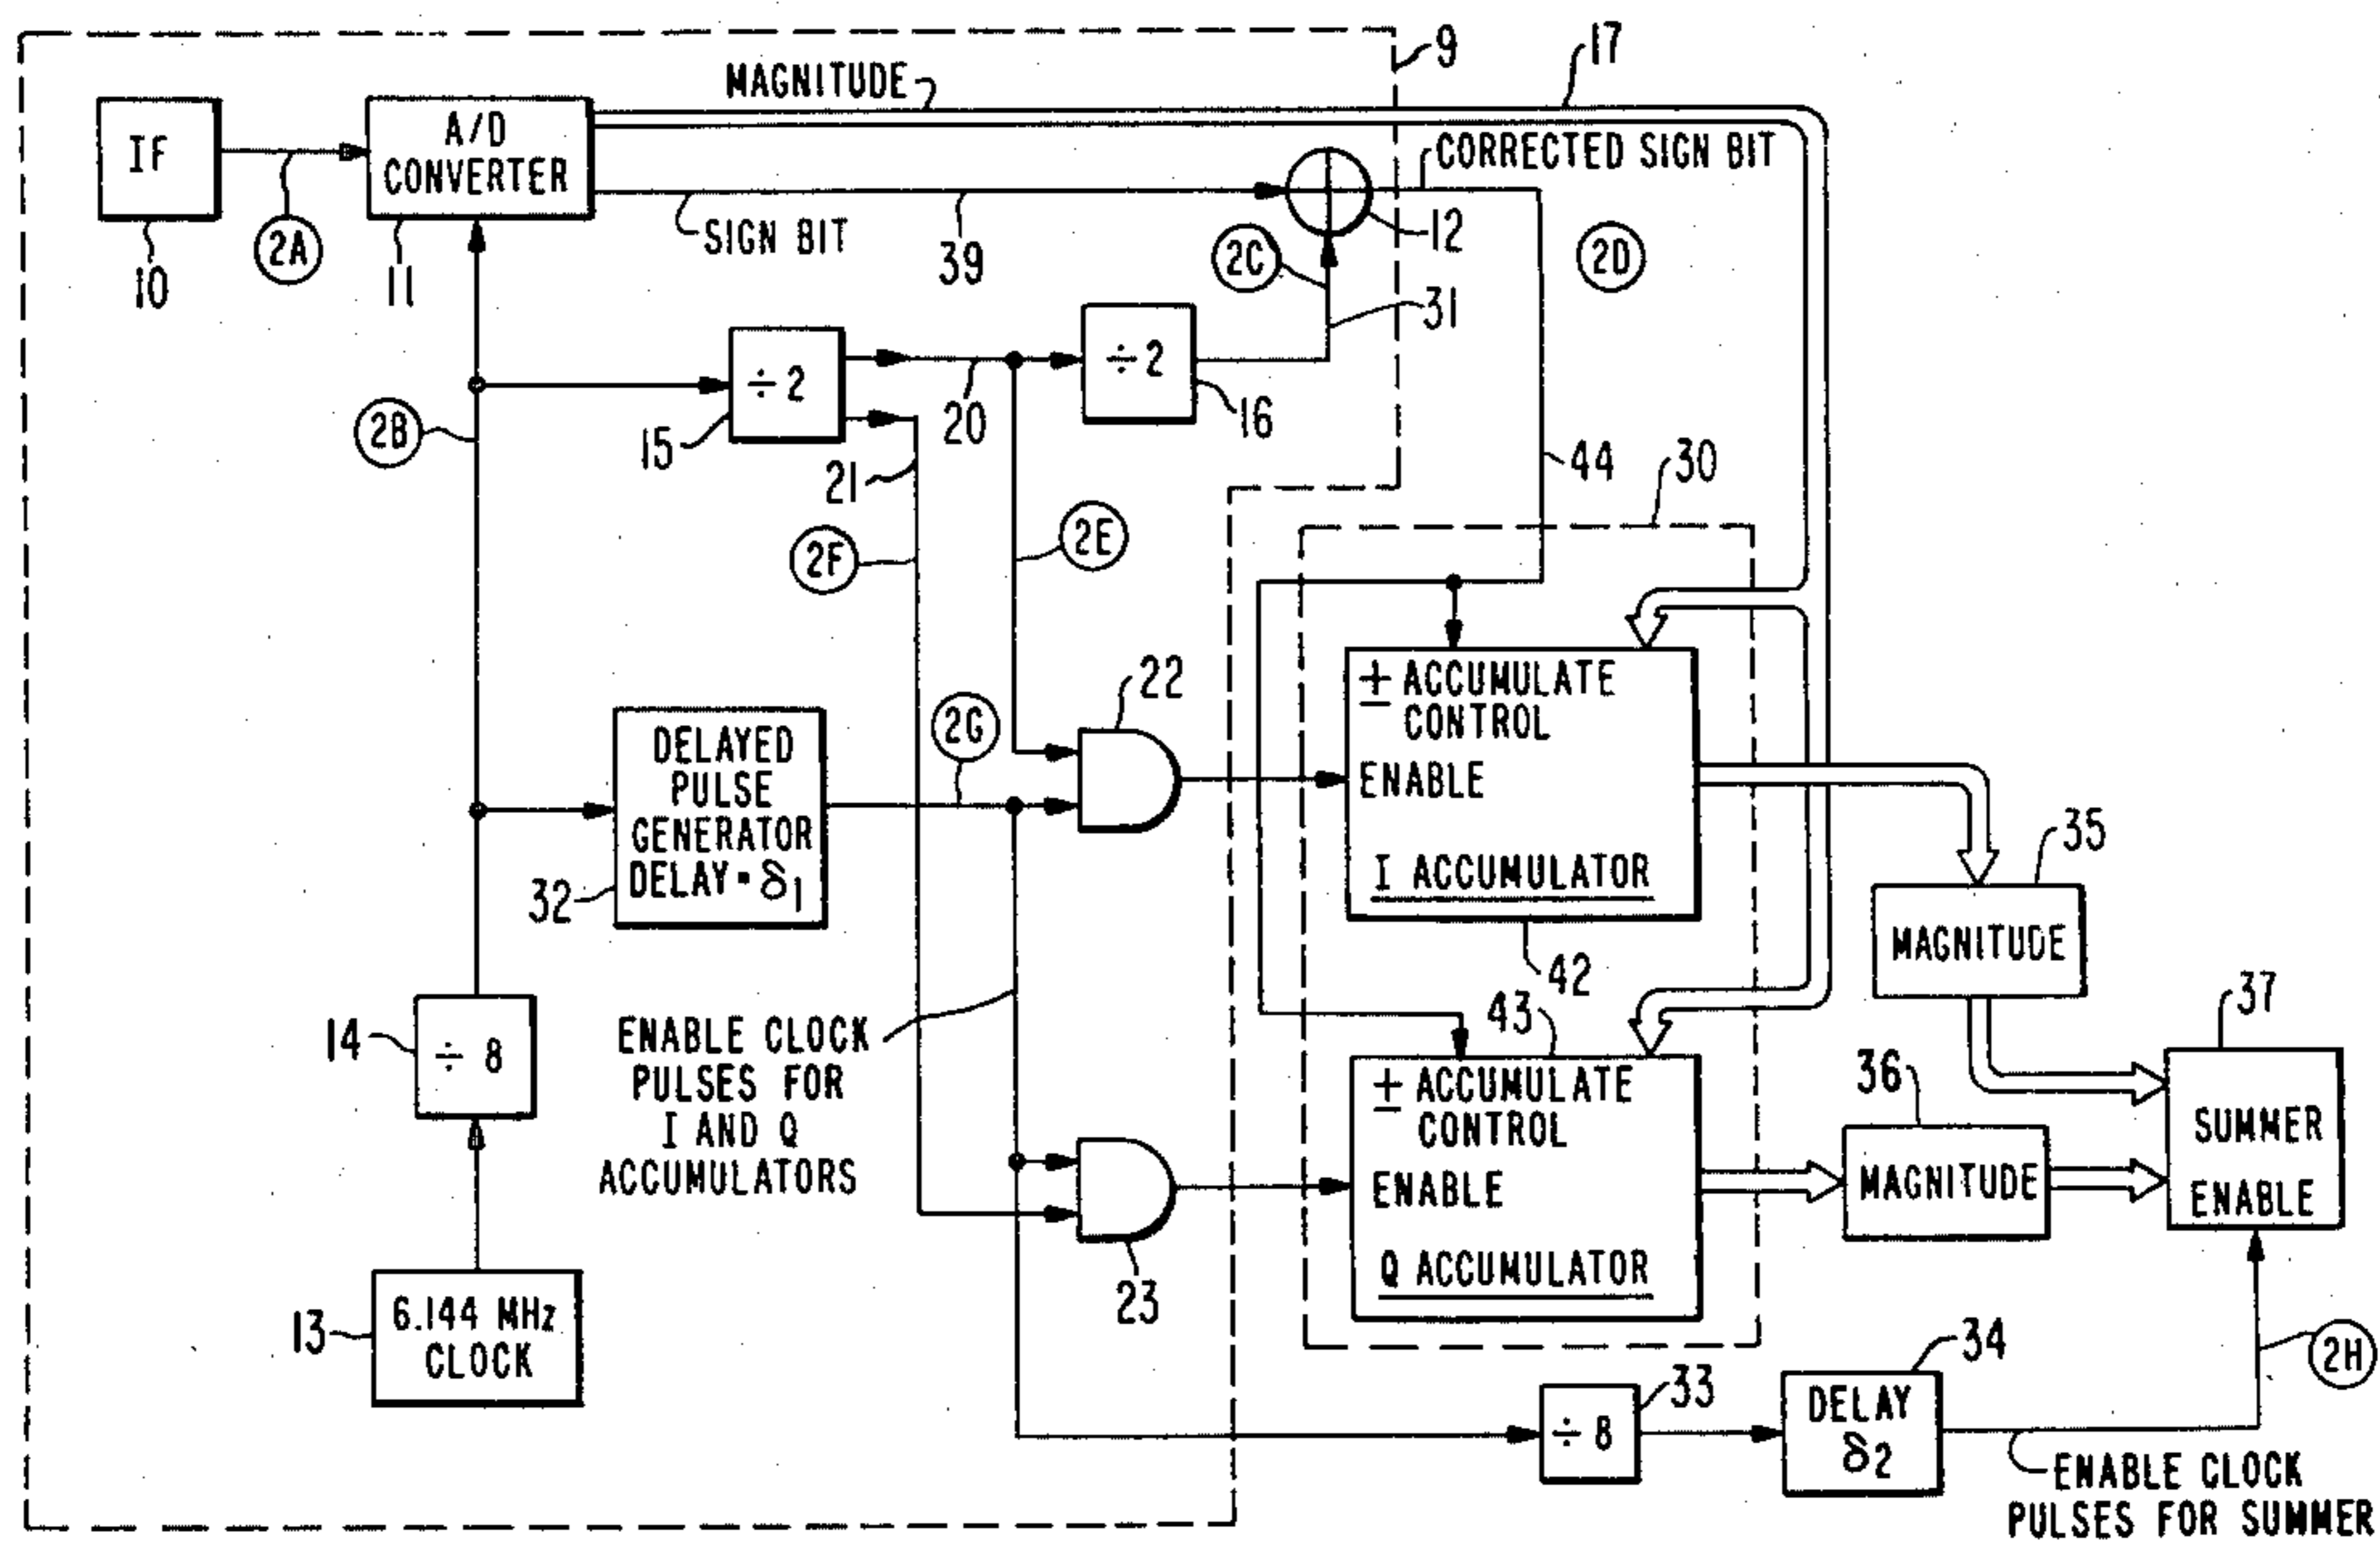 9
17
MAGNITUDE
IF
A/D
CONVERTER
CORRECTED SIGN BIT
10
2A
11
SIGN BIT
39
2C
12
2D
31
÷2
÷2
2B
15
21
20
16
44
30
2F
2E
22
2G
± ACCUMULATE
CONTROL
ENABLE
I ACCUMULATOR
DELAYED
PULSE
GENERATOR
DELAY = δ1
32
35
MAGNITUDE
42
43
37
14
÷ 8
ENABLE CLOCK
PULSES FOR
I AND Q
ACCUMULATORS
± ACCUMULATE
CONTROL
ENABLE
Q ACCUMULATOR
36
MAGNITUDE
SUMMER
ENABLE
23
13
6.144 MHz
CLOCK
33
÷ 8
34
DELAY
δ2
2H
ENABLE CLOCK
PULSES FOR SUMMER